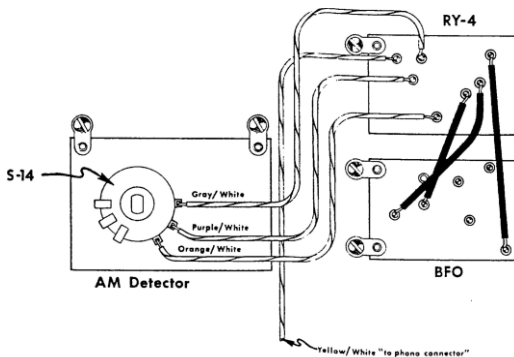 RY-4
S-14
Gray/White
Purple/White
Orange/White
AM Detector
BFO
Yellow/White "to phono connector"